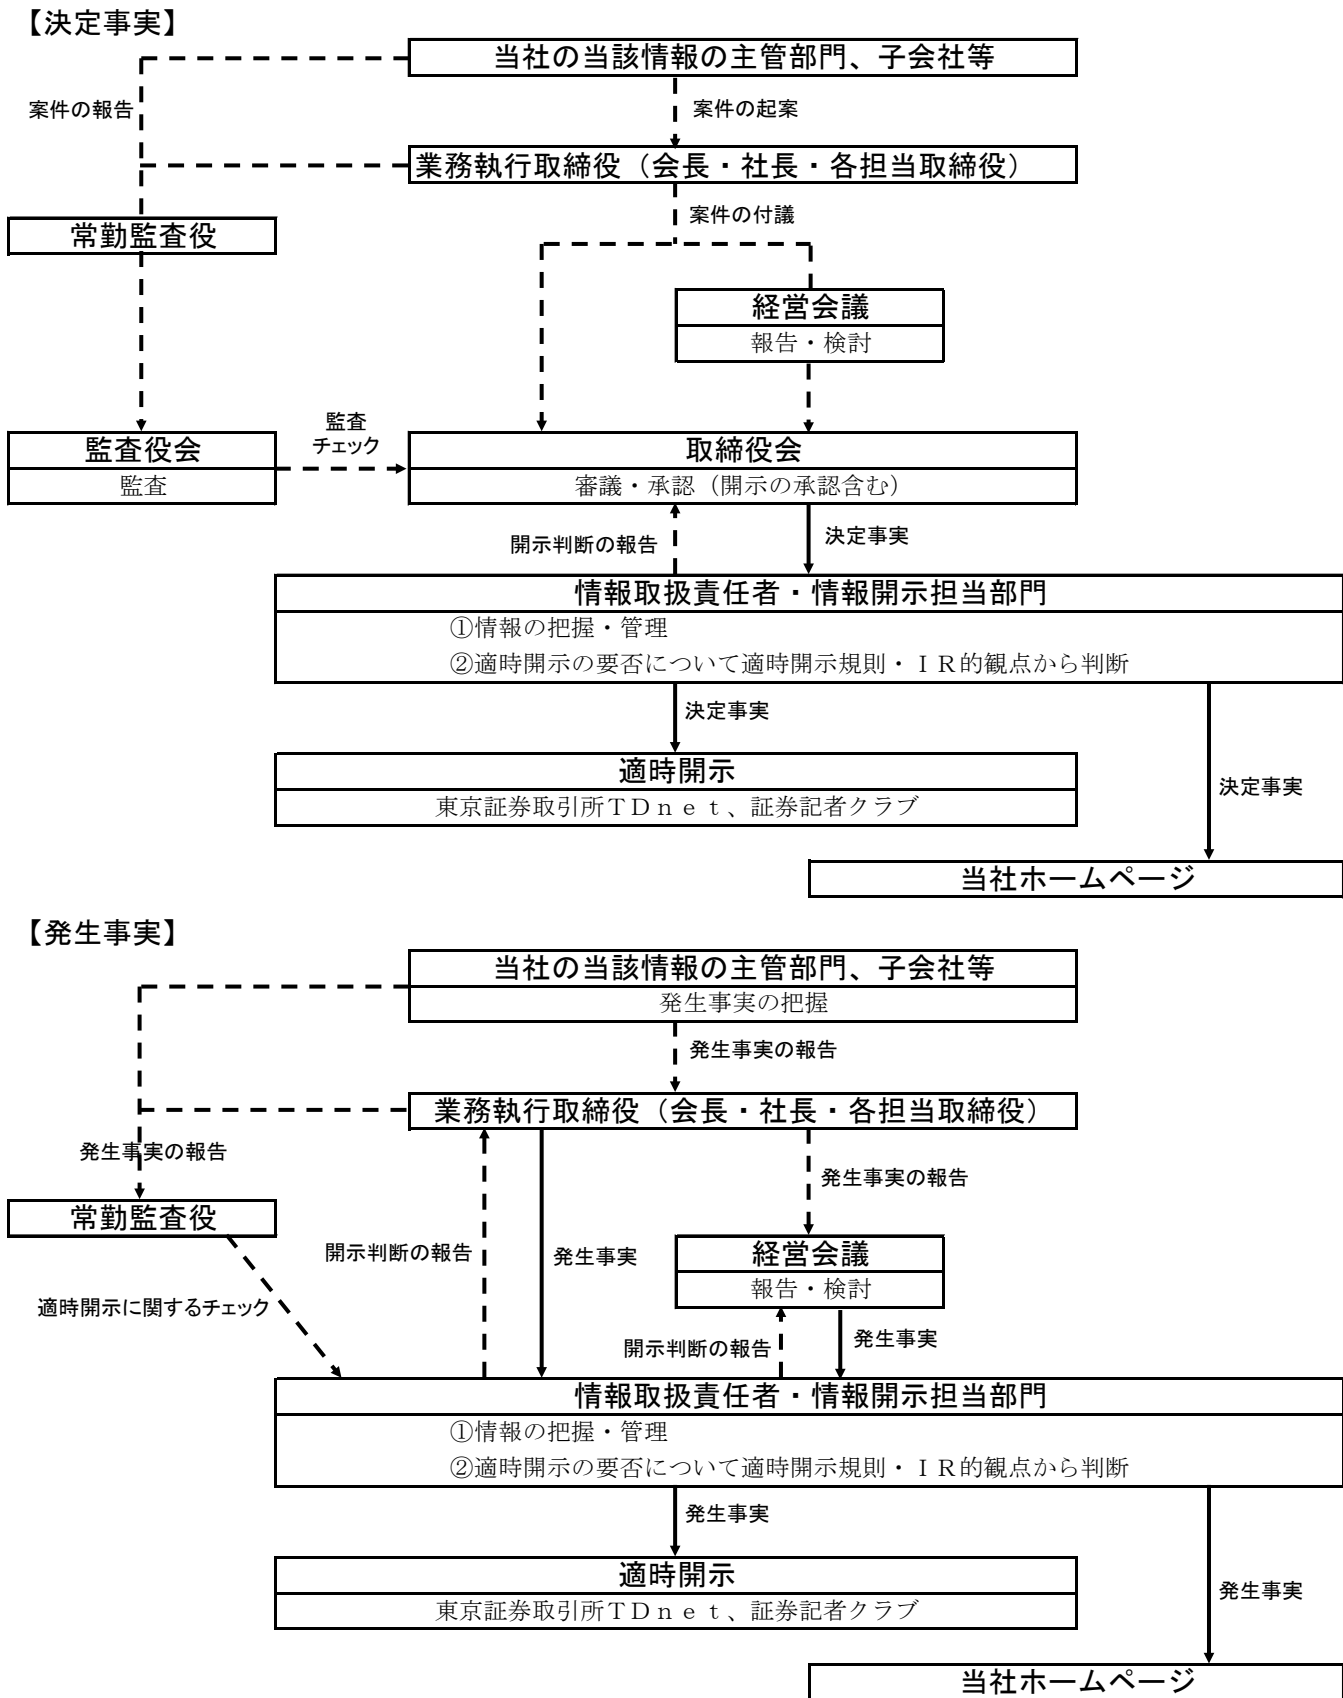 【決定事実】
当社の当該情報の主管部門、子会社等
案件の報告
案件の起案
業務執行取締役（会長・社長・各担当取締役）
案件の付議
常勤監査役
経営会議
報告・検討
監査
チェック
監査役会
監査
取締役会
審議・承認（開示の承認含む）
開示判断の報告
決定事実
情報取扱責任者・情報開示担当部門
①情報の把握・管理
②適時開示の要否について適時開示規則・ＩＲ的観点から判断
決定事実
適時開示
東京証券取引所ＴＤｎｅｔ、証券記者クラブ
決定事実
当社ホームページ
【発生事実】
当社の当該情報の主管部門、子会社等
発生事実の把握
発生事実の報告
業務執行取締役（会長・社長・各担当取締役）
発生事実の報告
発生事実の報告
常勤監査役
開示判断の報告
発生事実
経営会議
報告・検討
適時開示に関するチェック
開示判断の報告
発生事実
情報取扱責任者・情報開示担当部門
①情報の把握・管理
②適時開示の要否について適時開示規則・ＩＲ的観点から判断
発生事実
適時開示
東京証券取引所ＴＤｎｅｔ、証券記者クラブ
発生事実
当社ホームページ